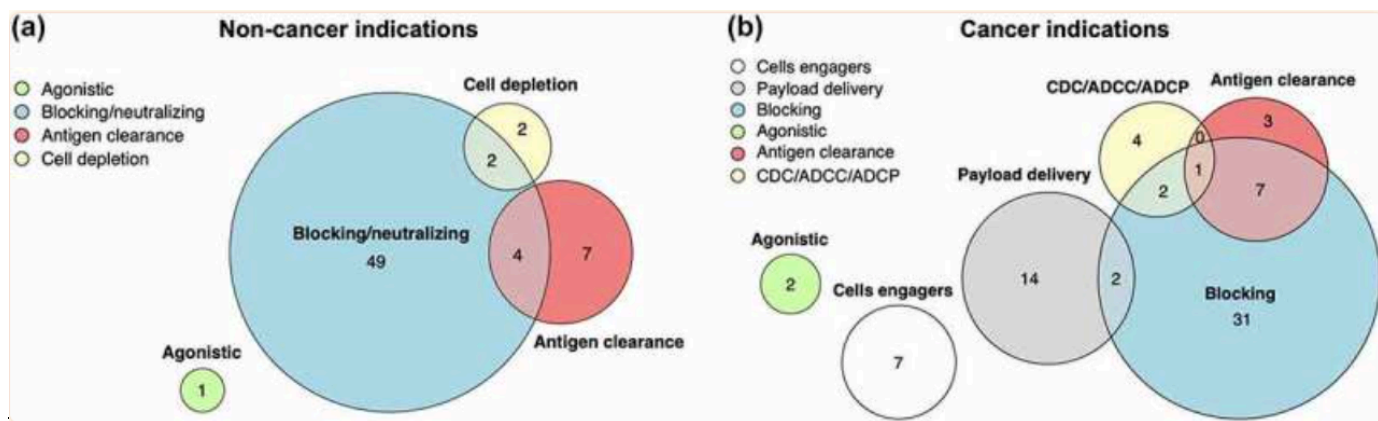 (a)
Non-cancer indications
Agonistic
Blocking/neutralizing
Antigen clearance
Cell depletion
Cell depletion
2
2
Blocking/neutralizing
49
4
7
Antigen clearance
Agonistic
1
(b)
Cancer indications
Cells engagers
Payload delivery
Blocking
Agonistic
Antigen clearance
CDC/ADCC/ADCP
CDC/ADCC/ADCP
Antigen clearance
4
0
3
1
2
7
Payload delivery
14
2
Agonistic
2
Cells engagers
7
Blocking
31